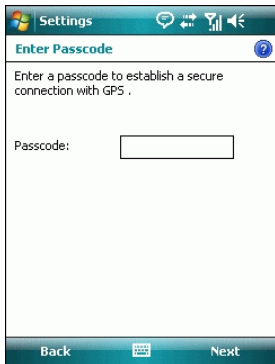 Settings
Enter Passcode
Enter a passcode to establish a secure
connection with GPS .
Passcode:
Back Next